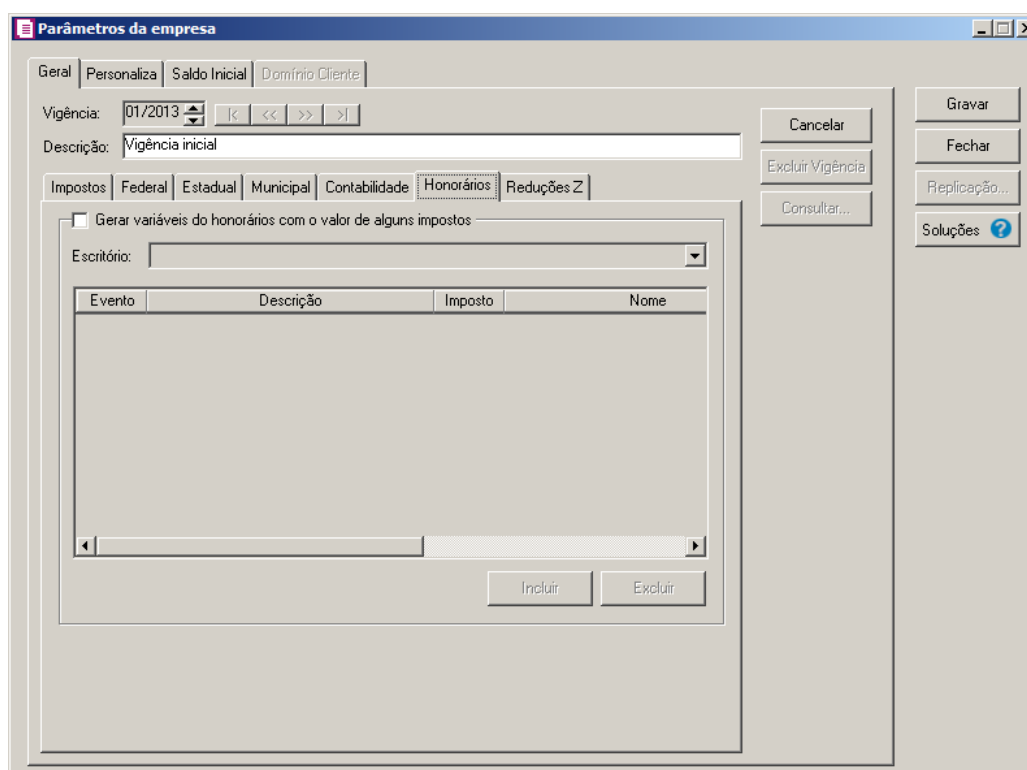 Parâmetros da empresa
Geral Personaliza Saldo Inicial Domínio Cliente
Vigência: 01/2013 |< << >> >|
Descrição: Vigência inicial
Cancelar
Excluir Vigência
Consultar...
Gravar
Fechar
Replicação...
Soluções ?
Impostos Federal Estadual Municipal Contabilidade Honorários Reduções Z
Gerar variáveis do honorários com o valor de alguns impostos
Escritório:
Evento Descrição Imposto Nome
Incluir Excluir